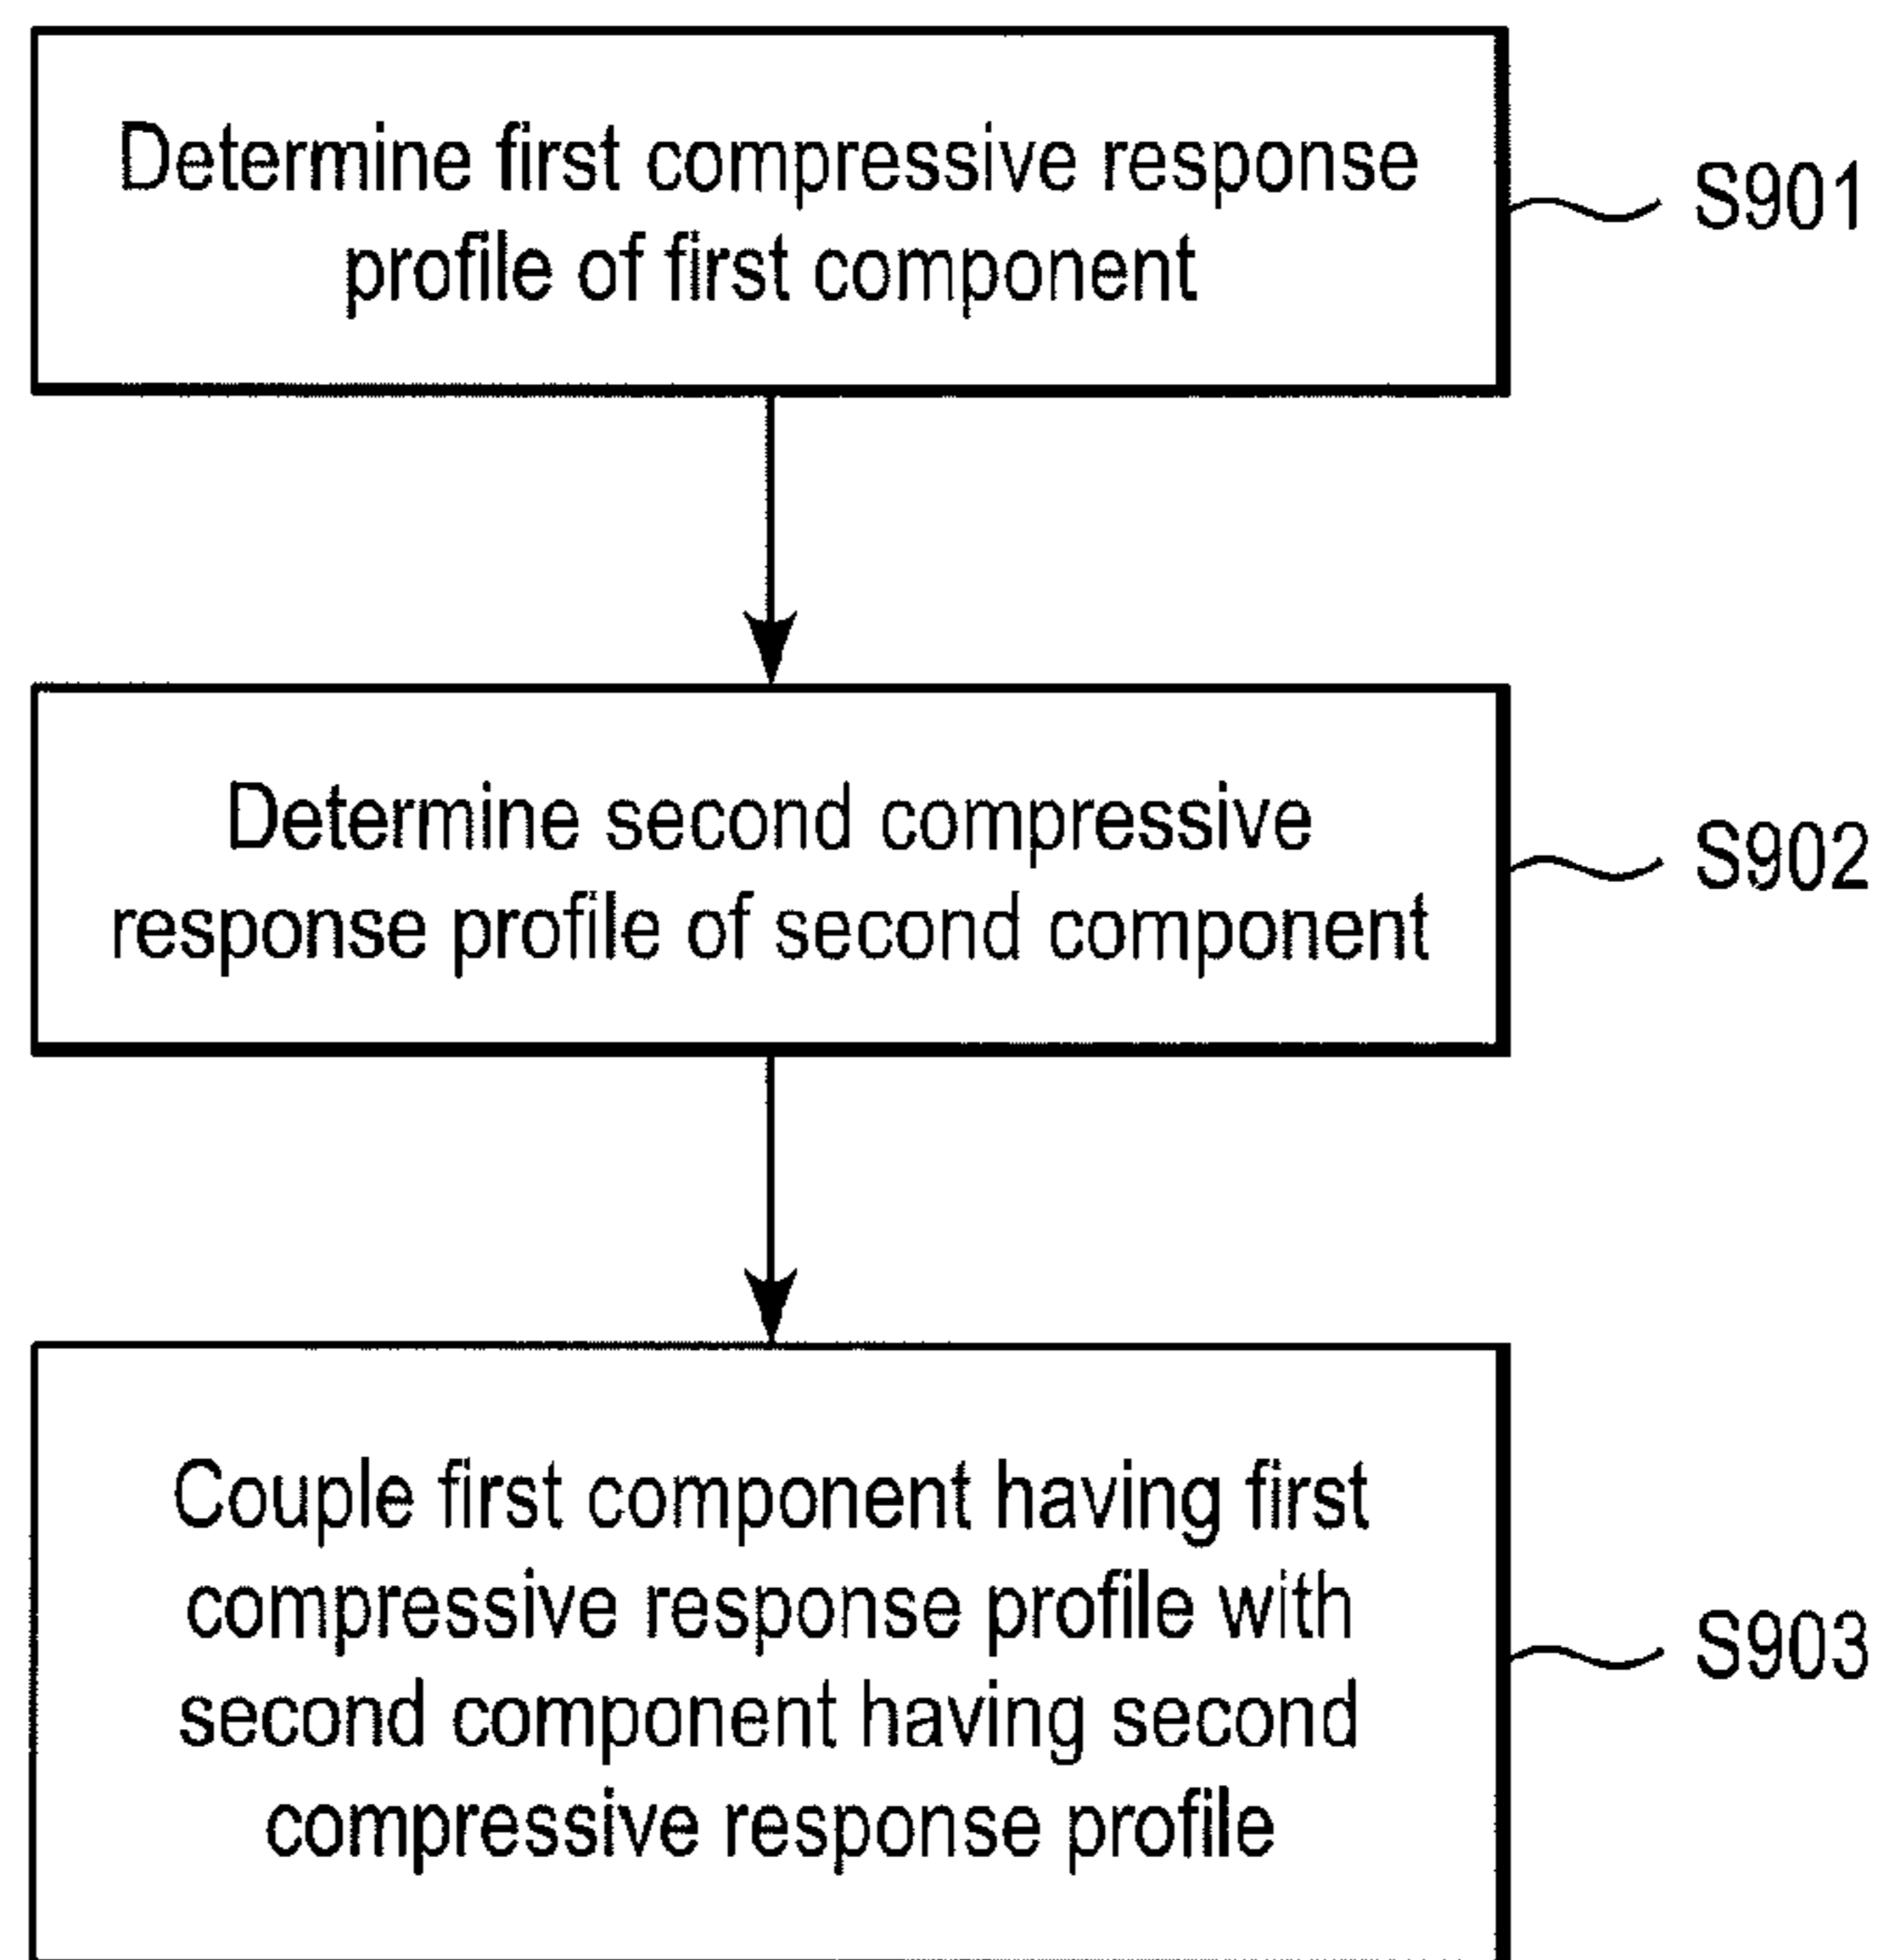 Determine first compressive response
profile of first component
S901
Determine second compressive
response profile of second component
S902
Couple first component having first
compressive response profile with
second component having second
compressive response profile
S903